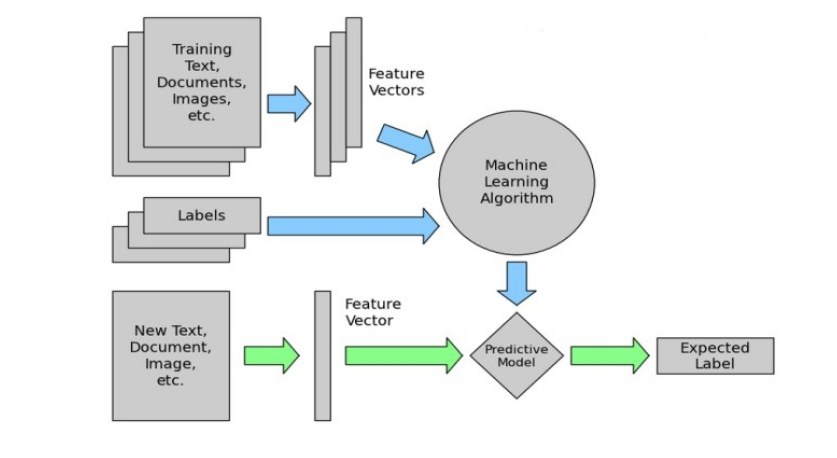 Training
Text,
Documents,
Images,
etc.
Feature
Vectors
Machine
Learning
Algorithm
Labels
New Text,
Document,
Image,
etc.
Feature
Vector
Predictive
Model
Expected
Label